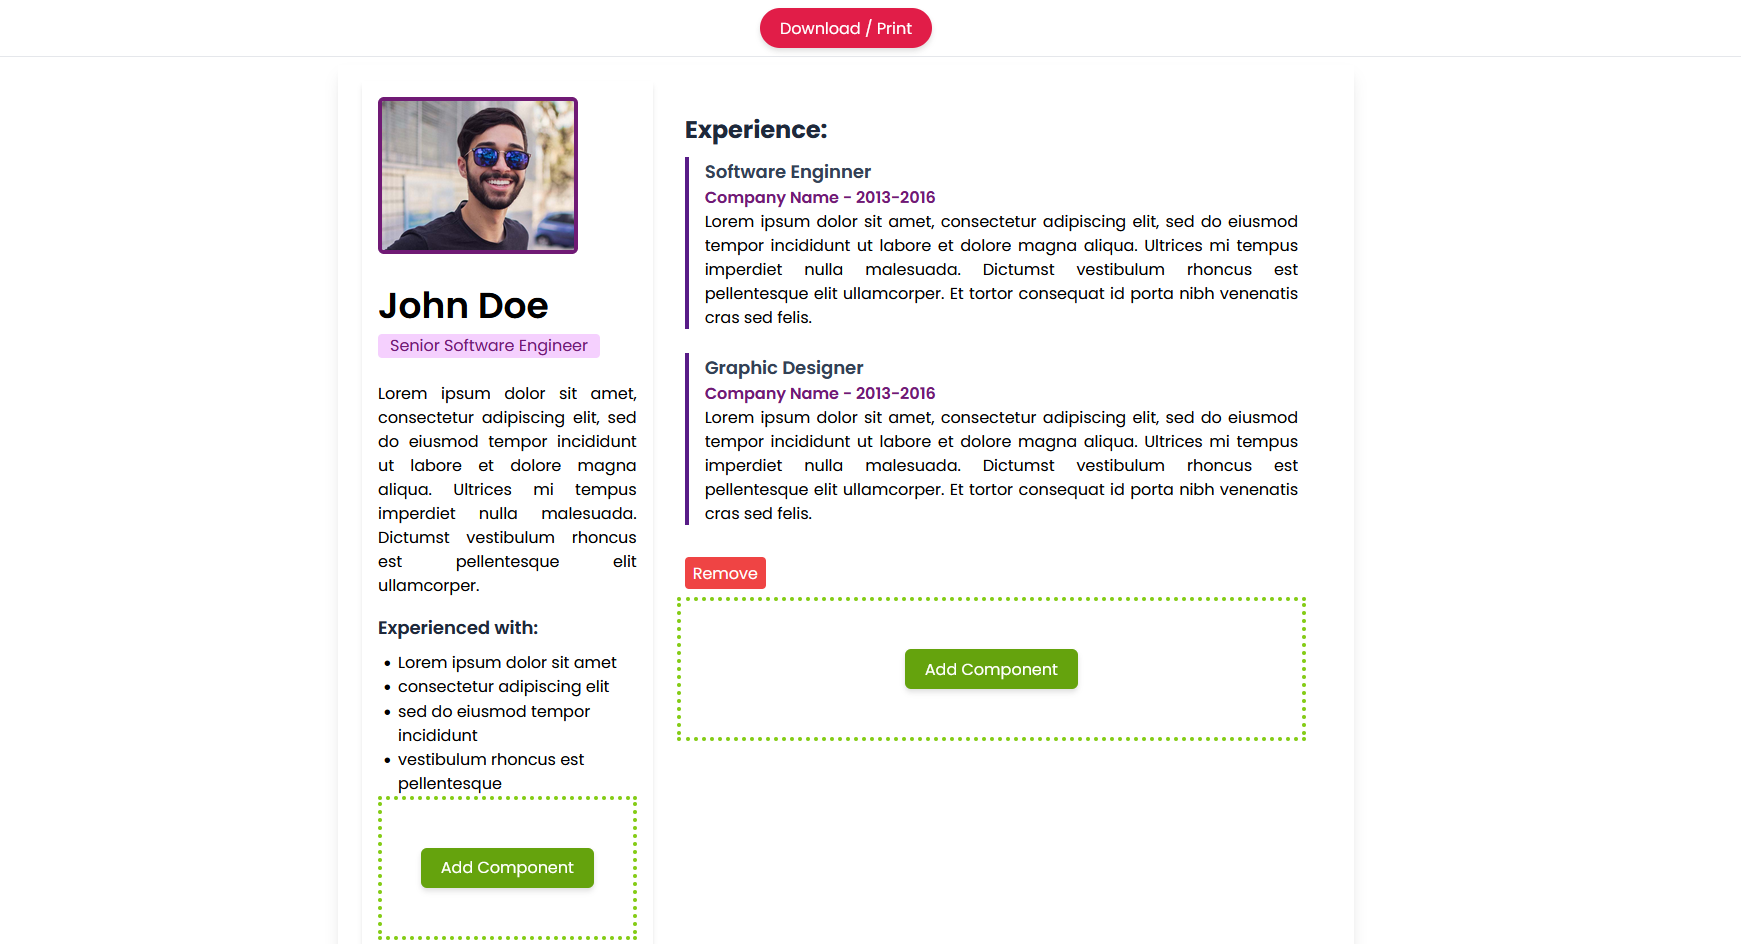 Download / Print
John Doe
Senior Software Engineer
Lorem ipsum dolor sit amet,
consectetur adipiscing elit, sed
do eiusmod tempor incididunt
ut labore et dolore magna
aliqua. Ultrices mi tempus
imperdiet nulla malesuada.
Dictumst vestibulum rhoncus
est pellentesque elit
ullamcorper.
Experienced with:
• Lorem ipsum dolor sit amet
• consectetur adipiscing elit
• sed do eiusmod tempor
incididunt
• vestibulum rhoncus est
pellentesque
Add Component
Experience:
Software Enginner
Company Name - 2013-2016
Lorem ipsum dolor sit amet, consectetur adipiscing elit, sed do eiusmod
tempor incididunt ut labore et dolore magna aliqua. Ultrices mi tempus
imperdiet nulla malesuada. Dictumst vestibulum rhoncus est
pellentesque elit ullamcorper. Et tortor consequat id porta nibh venenatis
cras sed felis.
Graphic Designer
Company Name - 2013-2016
Lorem ipsum dolor sit amet, consectetur adipiscing elit, sed do eiusmod
tempor incididunt ut labore et dolore magna aliqua. Ultrices mi tempus
imperdiet nulla malesuada. Dictumst vestibulum rhoncus est
pellentesque elit ullamcorper. Et tortor consequat id porta nibh venenatis
cras sed felis.
Remove
Add Component